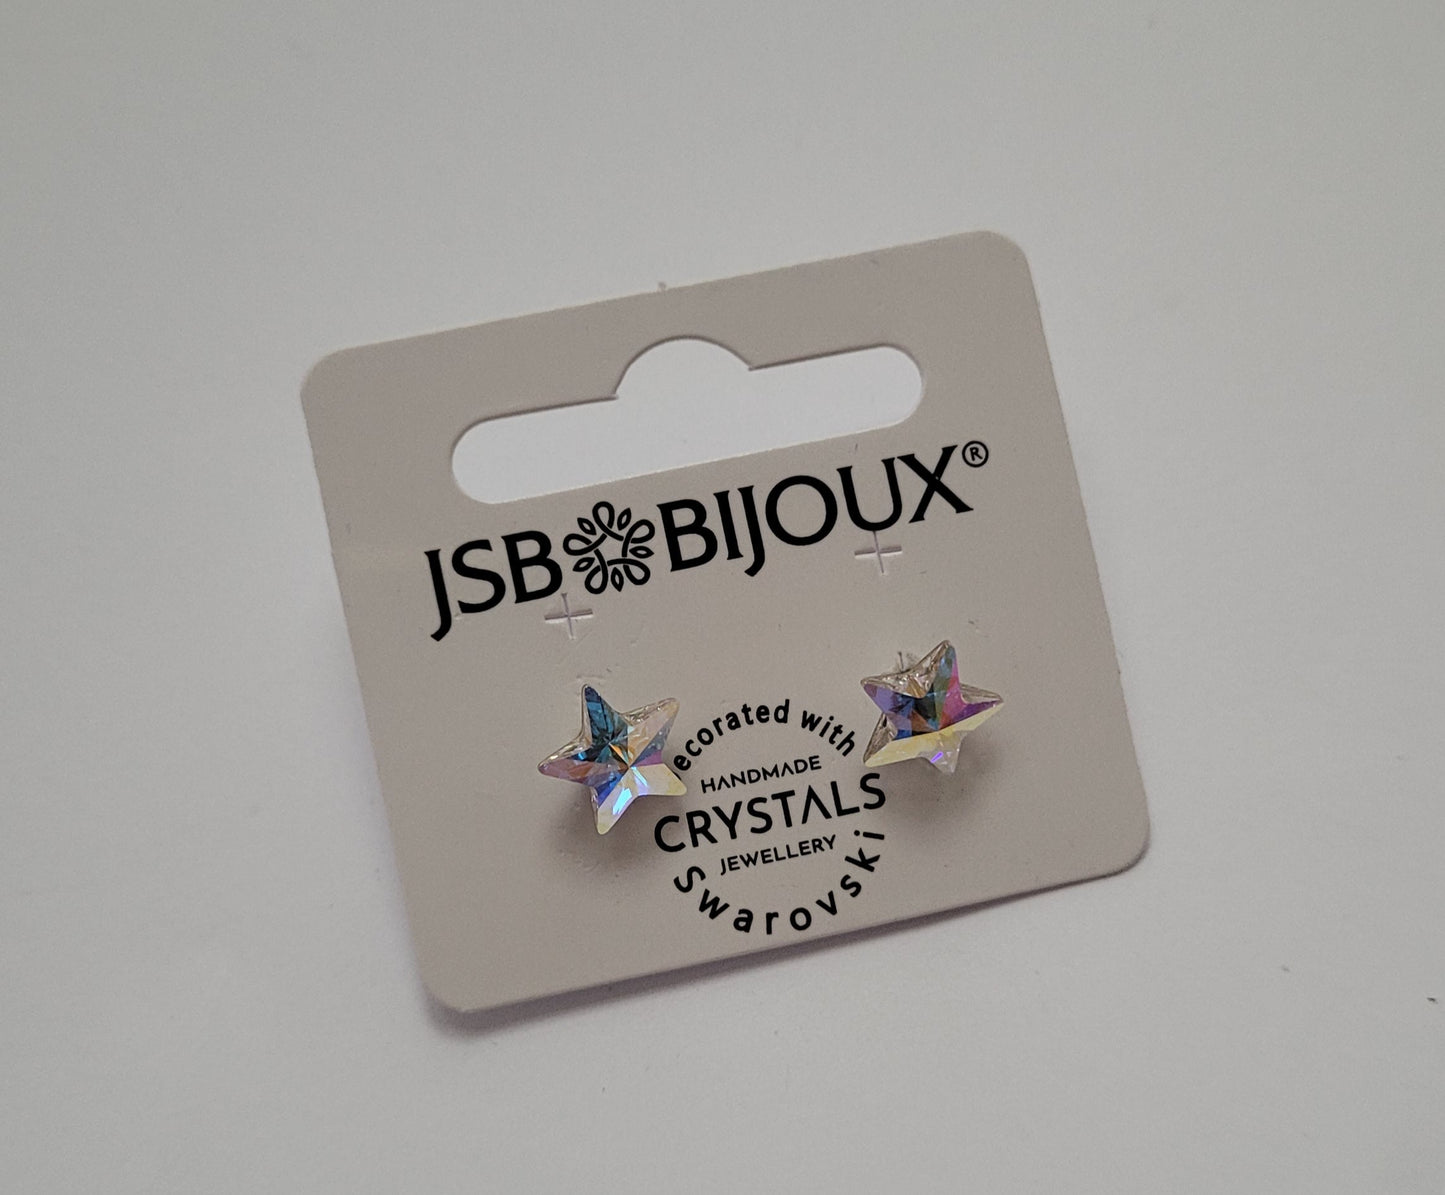 JSB BIJOUX®
ecorated with
HANDMADE
CRYSTALS
JEWELLERY
Swarovski